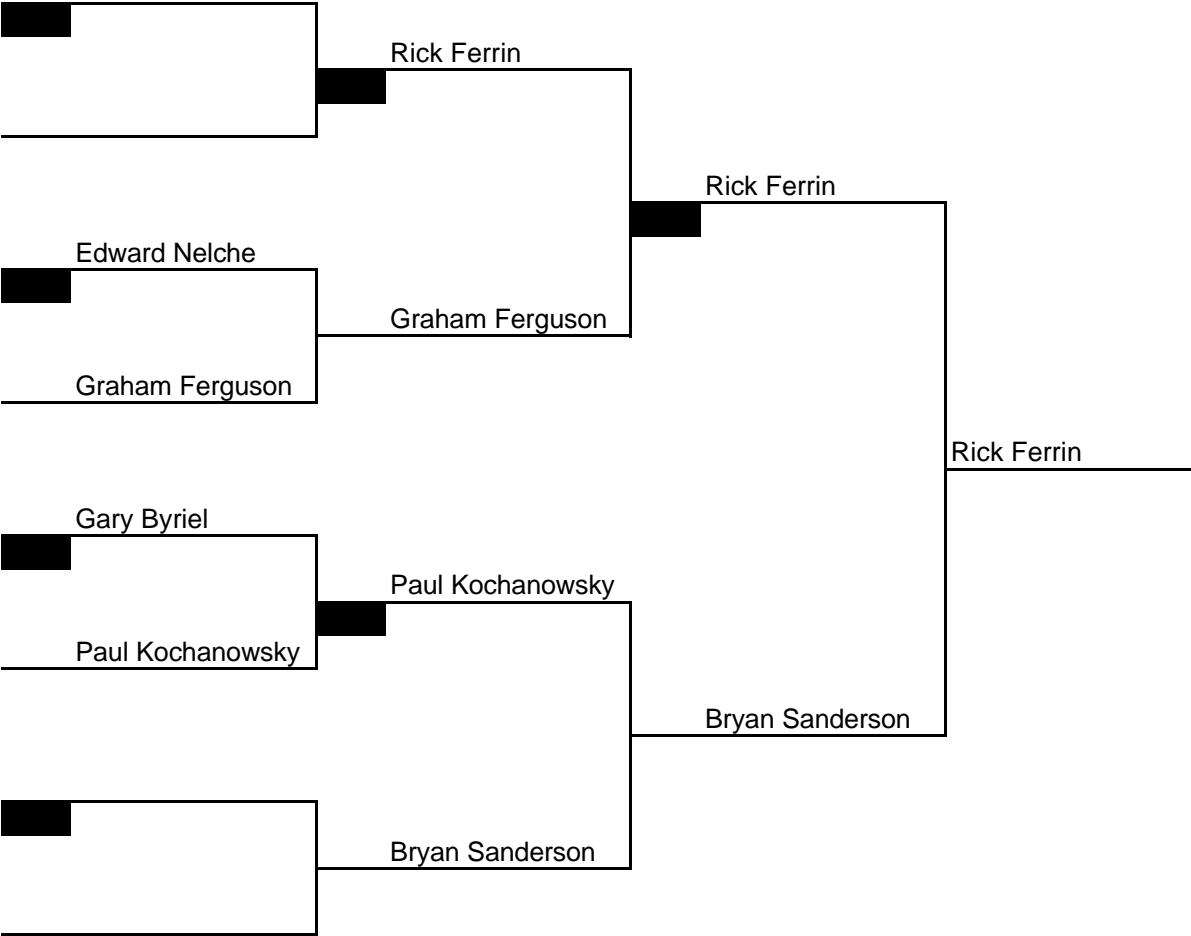 Rick Ferrin
Rick Ferrin
Edward Nelche
Graham Ferguson
Graham Ferguson
Rick Ferrin
Gary Byriel
Paul Kochanowsky
Paul Kochanowsky
Bryan Sanderson
Bryan Sanderson